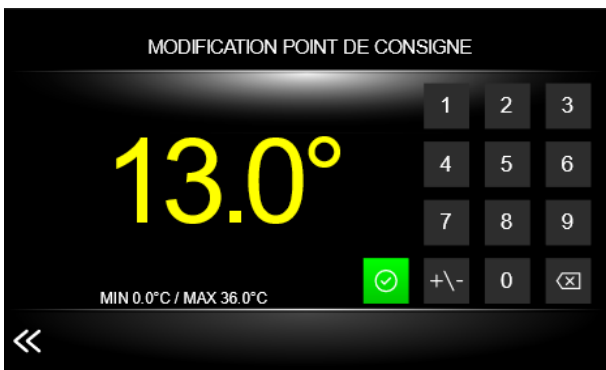 MODIFICATION POINT DE CONSIGNE
13.0°
1 2 3
4 5 6
7 8 9
+\- 0
MIN 0.0°C / MAX 36.0°C